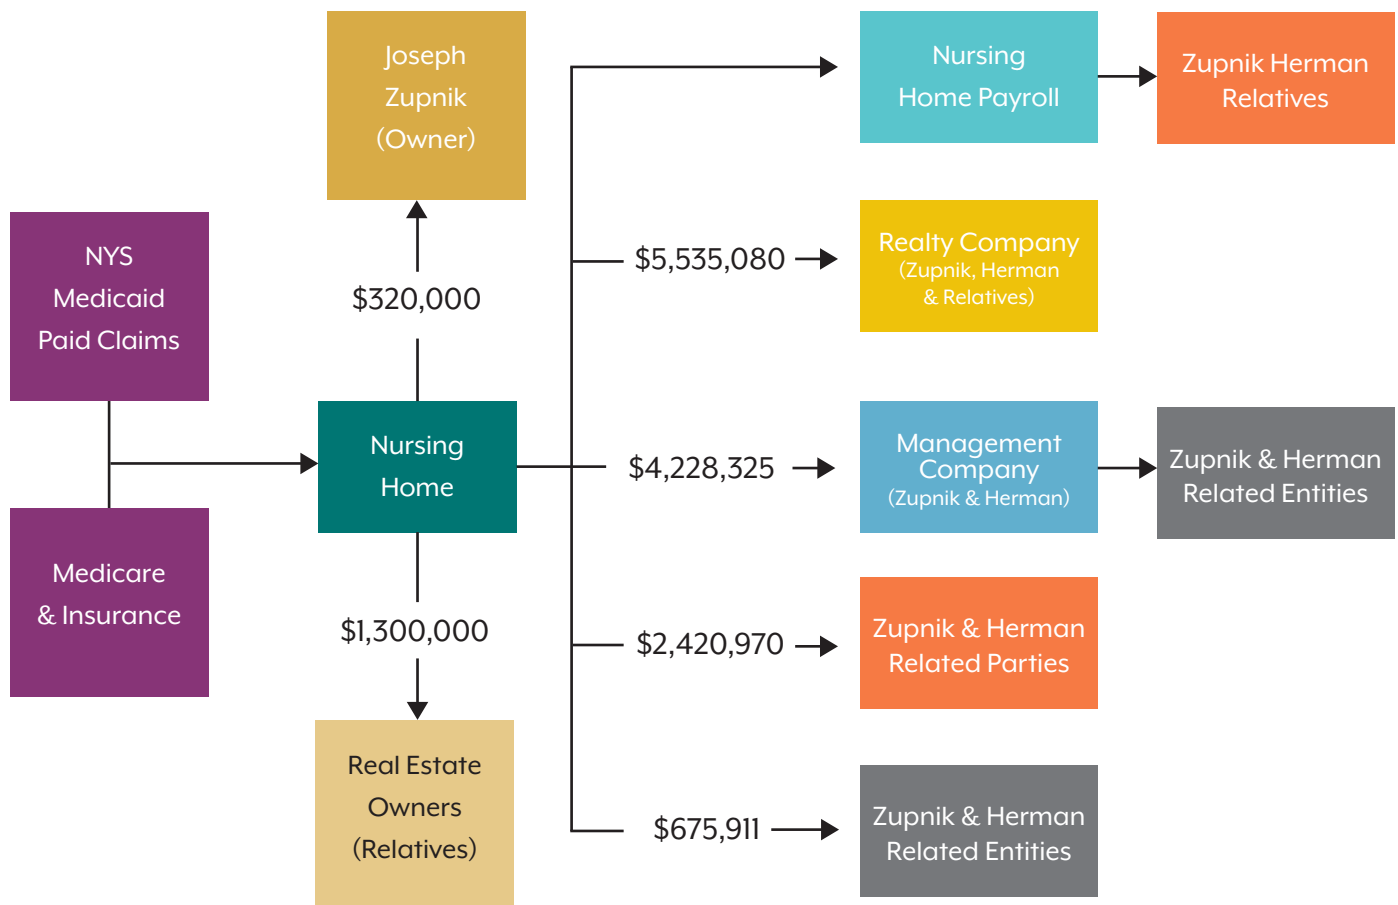 NYS
Medicaid
Paid Claims
Medicare
& Insurance
Joseph
Zupnik
(Owner)
$320,000
Nursing
Home
$1,300,000
Real Estate
Owners
(Relatives)
Nursing
Home Payroll
Zupnik Herman
Relatives
$5,535,080
Realty Company
(Zupnik, Herman
& Relatives)
$4,228,325
Management
Company
(Zupnik & Herman)
Zupnik & Herman
Related Entities
$2,420,970
Zupnik & Herman
Related Parties
$675,911
Zupnik & Herman
Related Entities